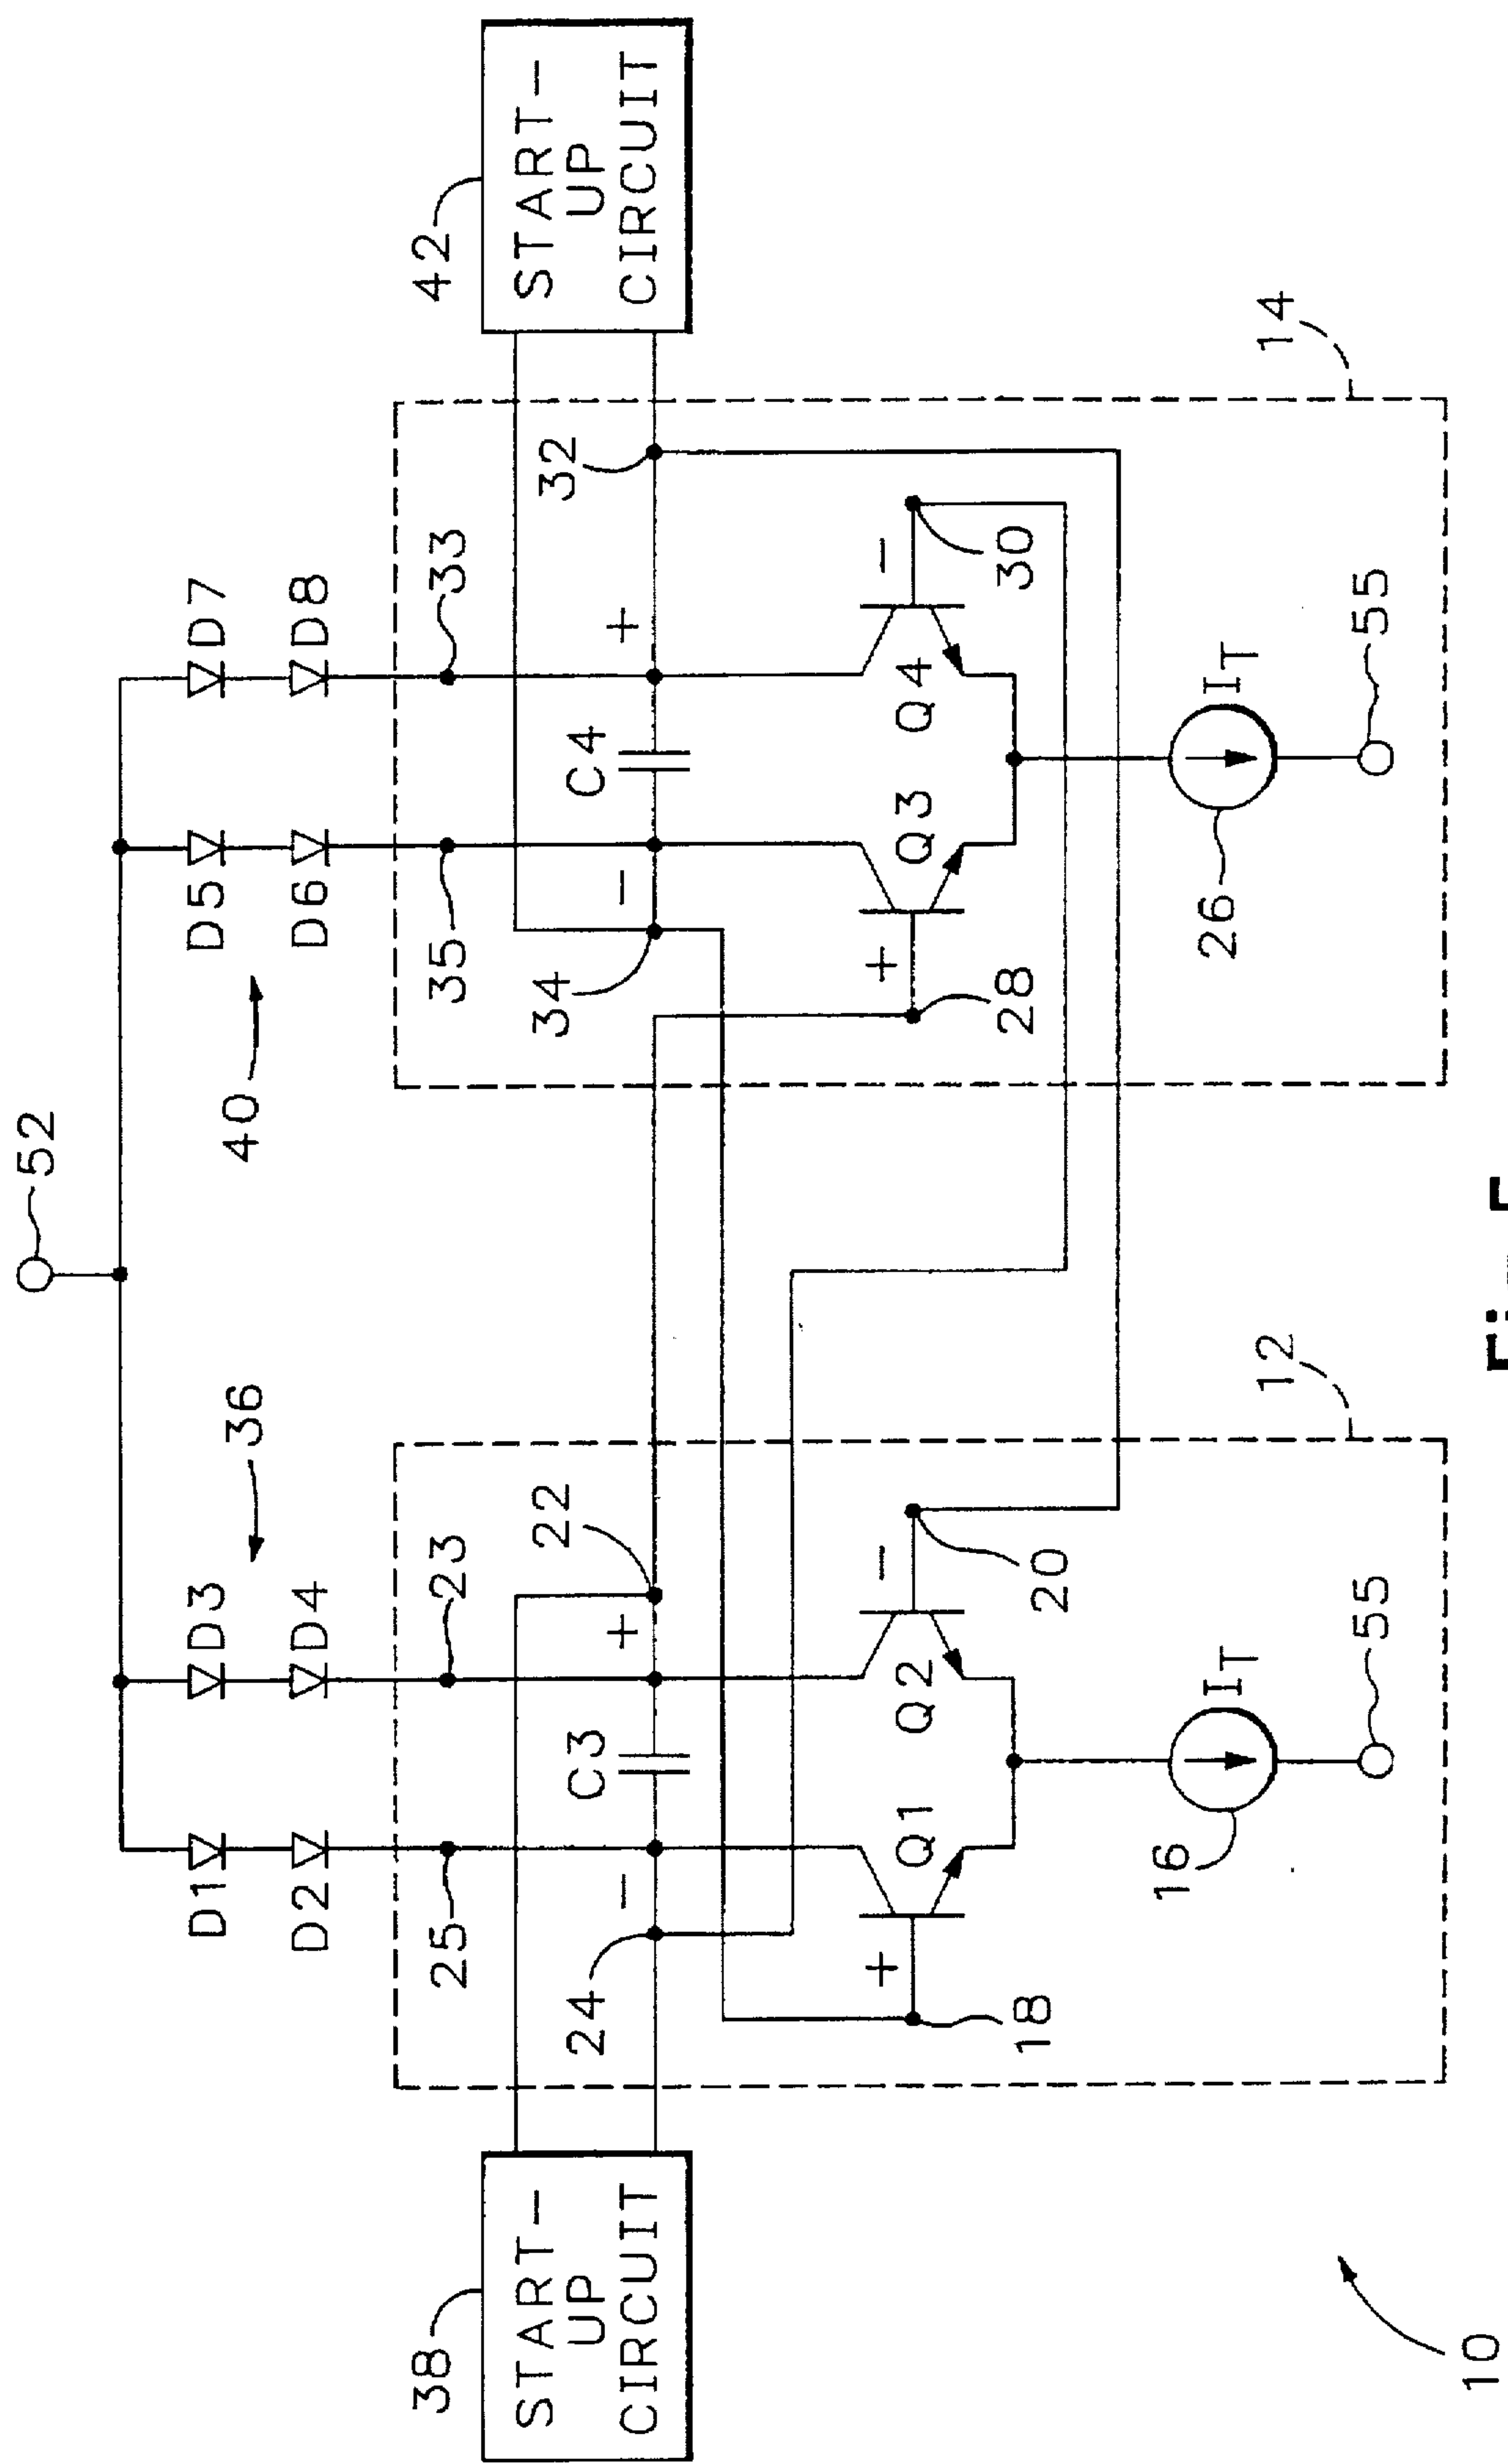 52
36
40
D1
D3
D5
D7
D2
D4
D6
D8
38
42
START-
UP
CIRCUIT
START-
UP
CIRCUIT
25
23
35
33
24
C3
22
34
C4
32
-
+
-
+
+
Q1
Q2
-
+
Q3
Q4
-
18
20
28
30
16
IT
26
IT
55
55
12
14
10